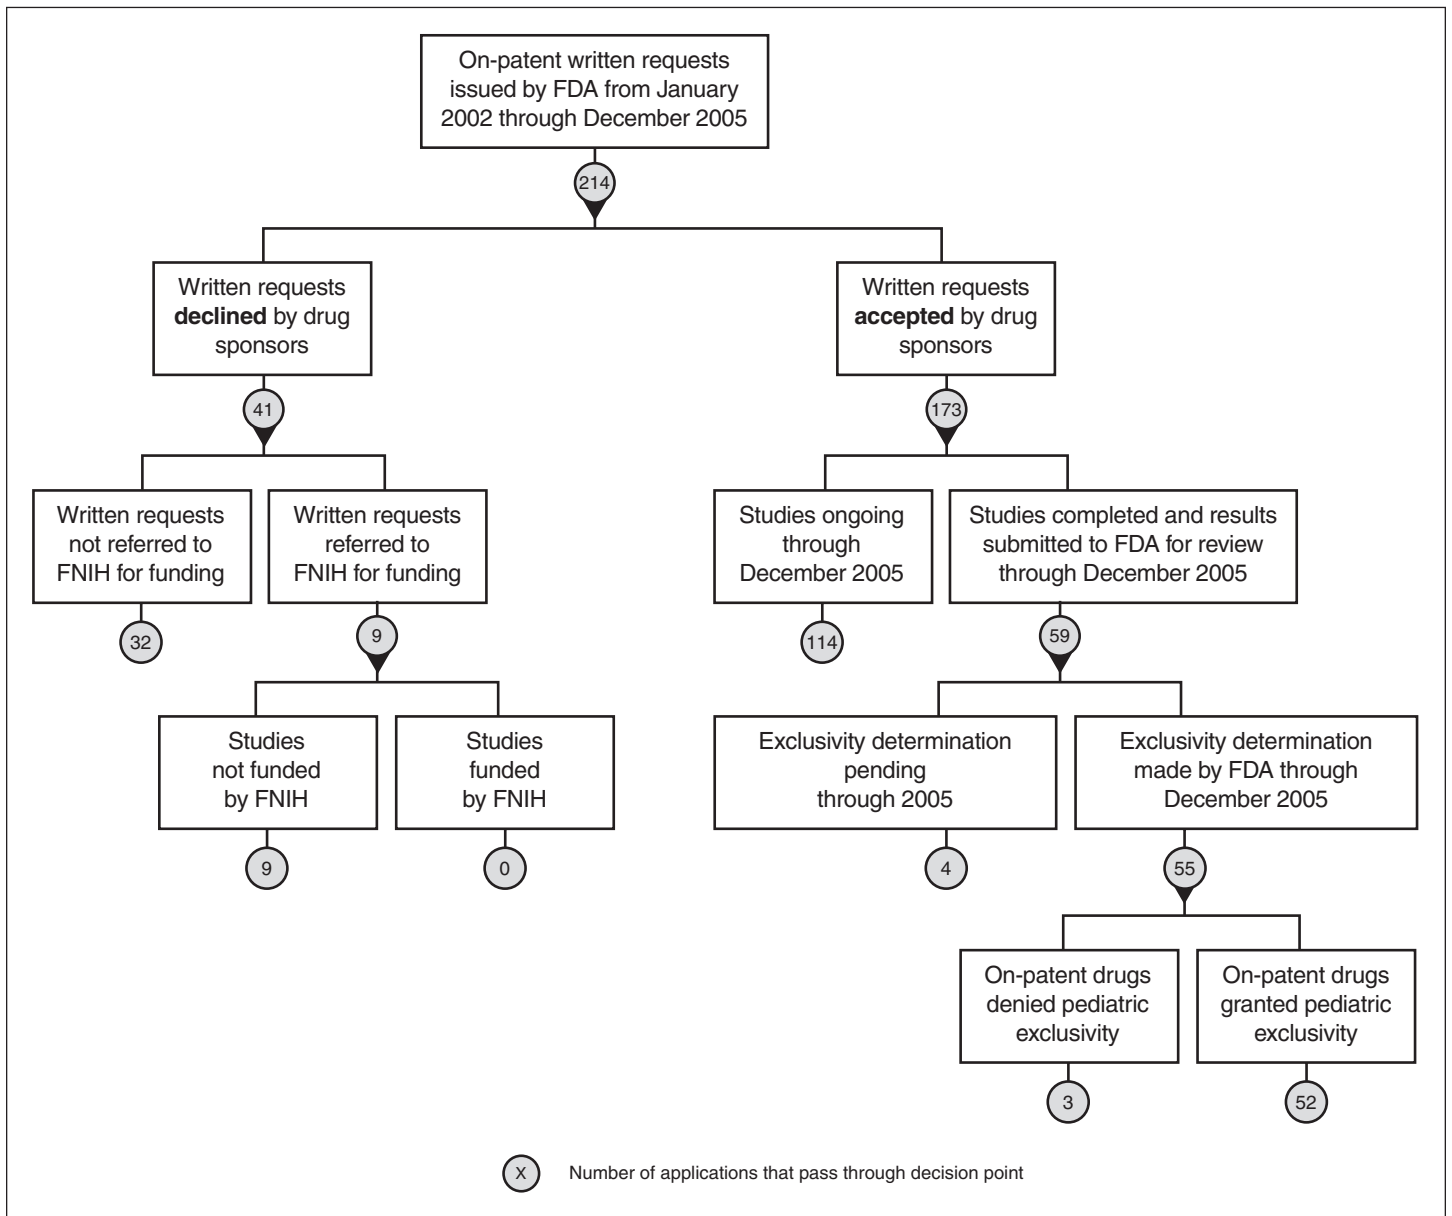 On-patent written requests
issued by FDA from January
2002 through December 2005
214
Written requests
declined by drug
sponsors
41
Written requests
accepted by drug
sponsors
173
Written requests
not referred to
FNIH for funding
32
Written requests
referred to
FNIH for funding
9
Studies ongoing
through
December 2005
114
Studies completed and results
submitted to FDA for review
through December 2005
59
Studies
not funded
by FNIH
9
Studies
funded
by FNIH
0
Exclusivity determination
pending
through 2005
4
Exclusivity determination
made by FDA through
December 2005
55
On-patent drugs
denied pediatric
exclusivity
3
On-patent drugs
granted pediatric
exclusivity
52
X
Number of applications that pass through decision point